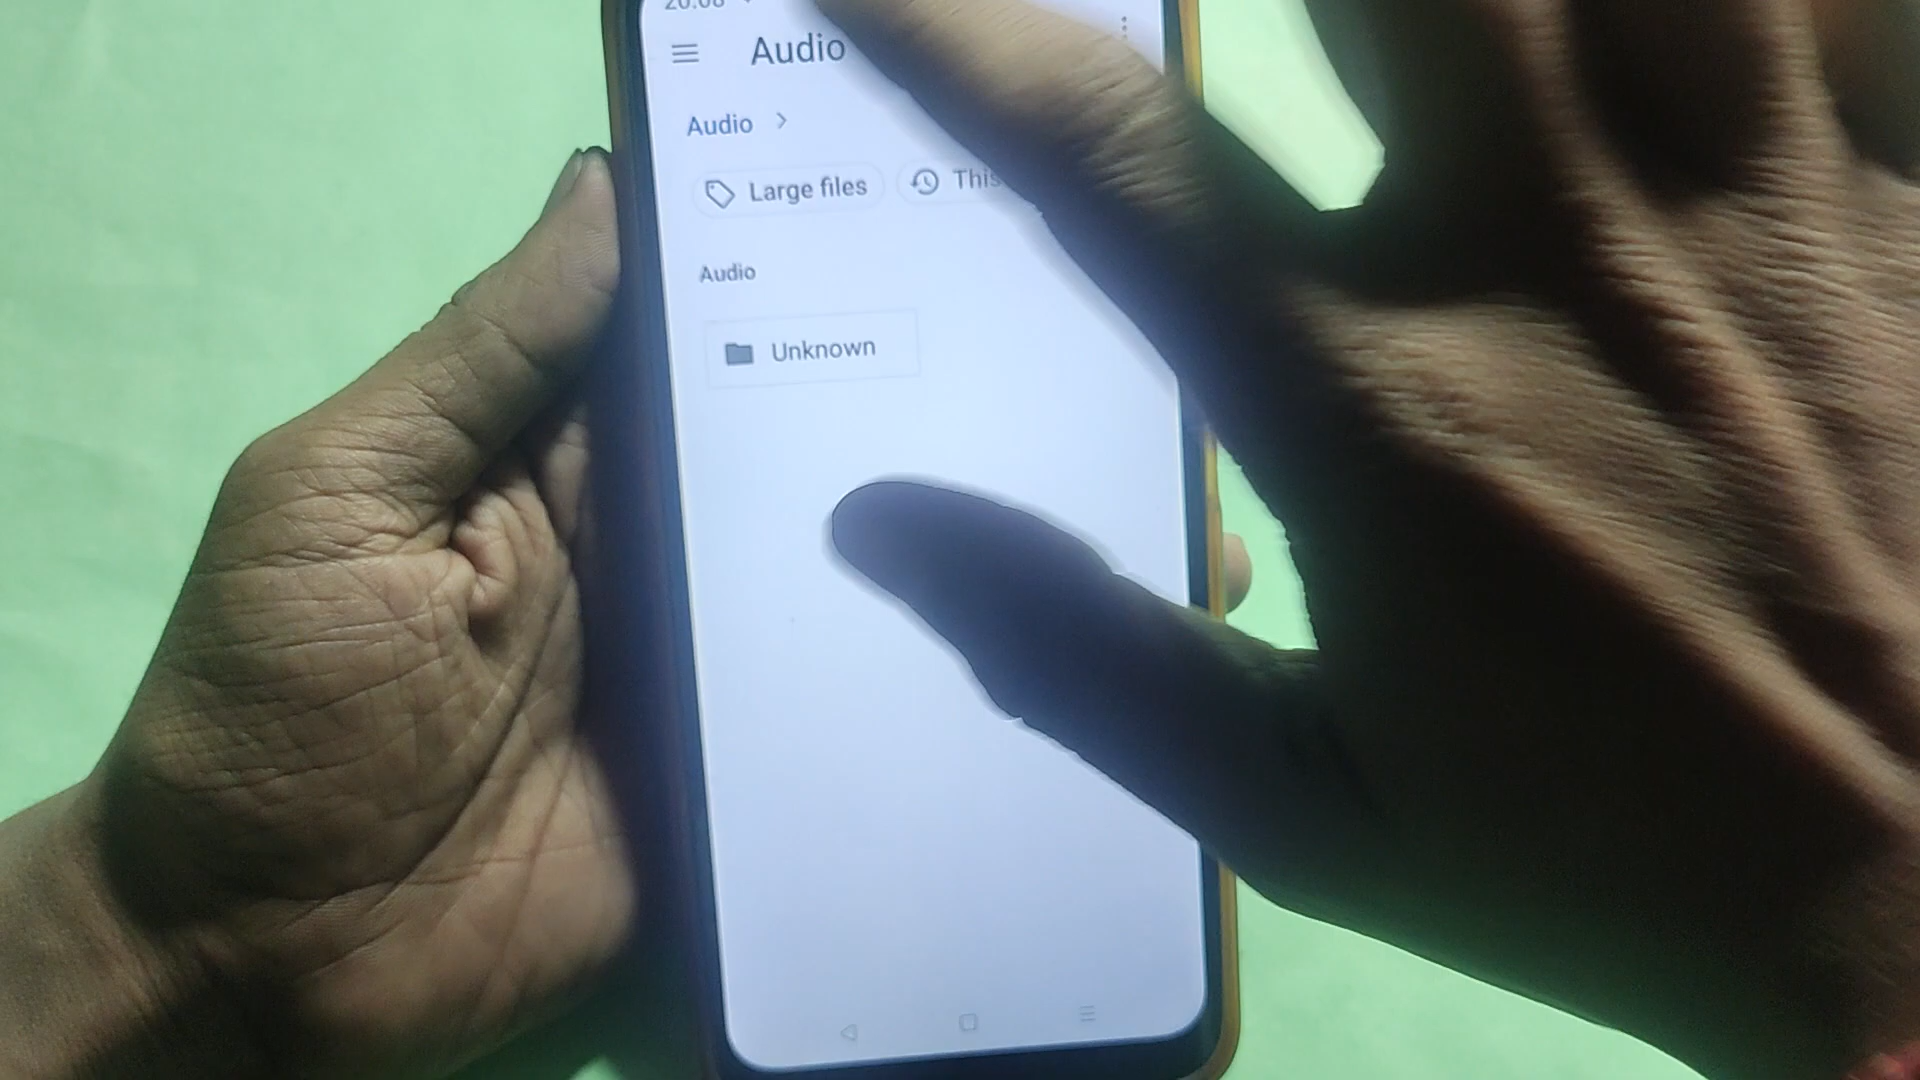 Audio
Audio
Large files This
Audio
Unknown